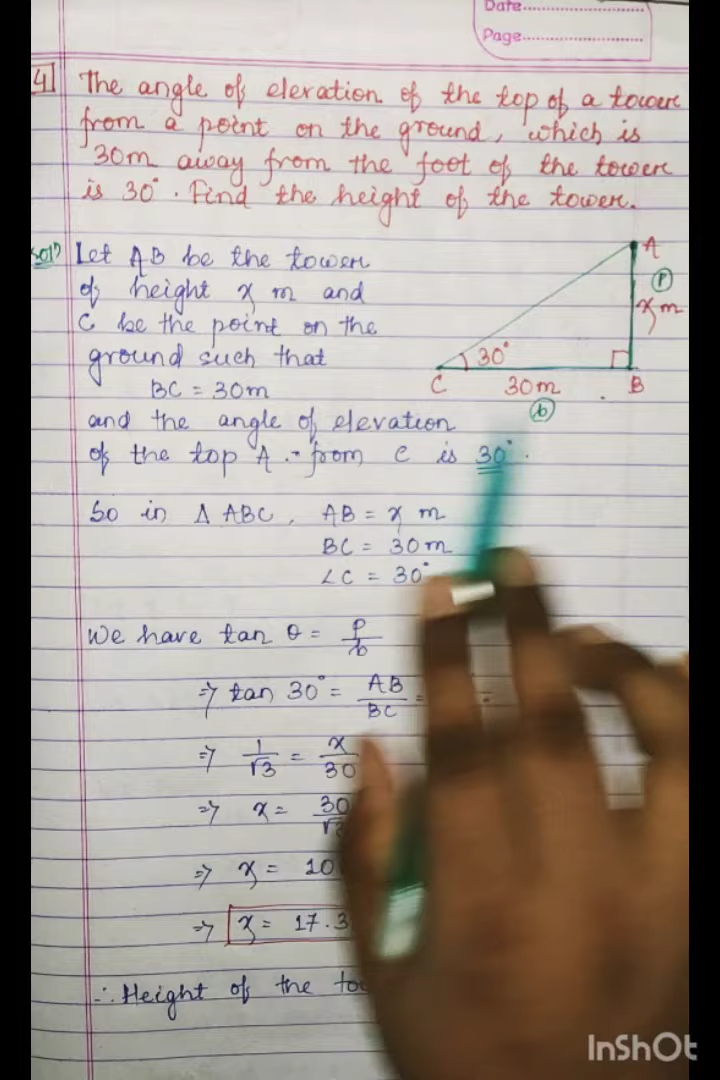 Date
Page
4 The angle of elevation of the top of a tower
from a point on the ground, which is
30m away from the foot of the tower
is 30°. Find the height of the tower.
Solⁿ Let AB be the tower
of height x m and
C be the point on the
ground such that
BC = 30m
and the angle of elevation
of the top A from C is 30°.
A
P
x m
30°
C 30m B
b
So in Δ ABC, AB = x m
BC = 30m
∠C = 30°
We have tan θ = P/b
⇒ tan 30° = AB/BC =
⇒ 1/√3 = x/30
⇒ x = 30/√3
⇒ x = 10
⇒ x = 17.3
∴ Height of the
InShOt